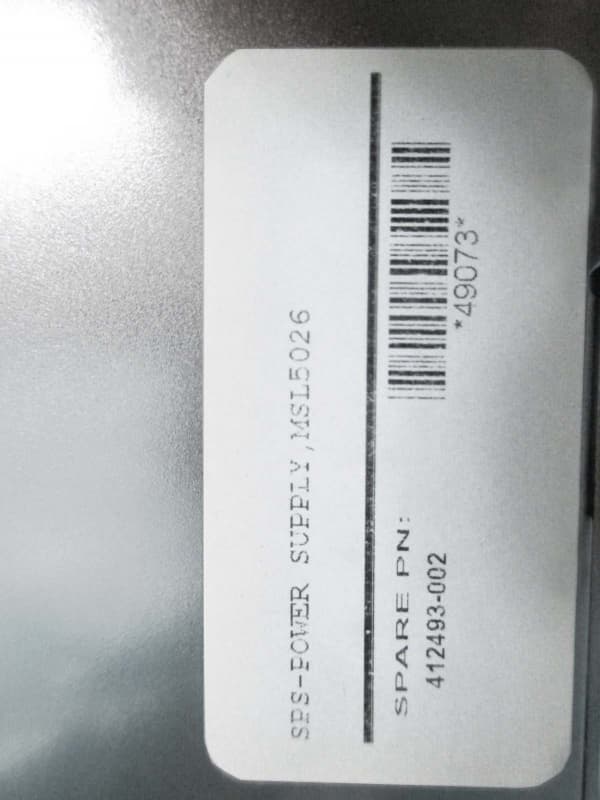 SPS-POWER SUPPLY,MSL5026
SPARE PN:
412493-002
*49073*